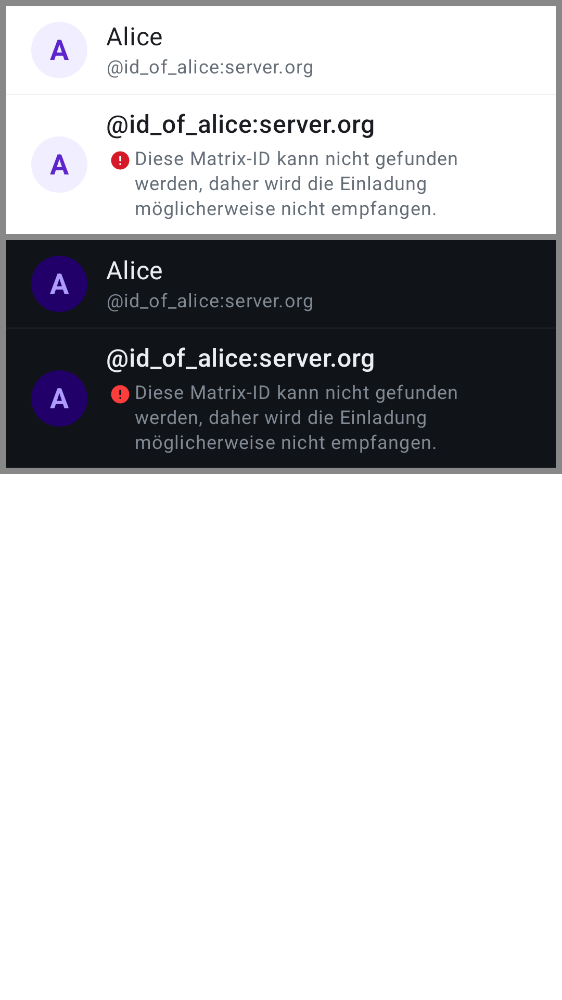 A
Alice
@id_of_alice:server.org
A
@id_of_alice:server.org
Diese Matrix-ID kann nicht gefunden
werden, daher wird die Einladung
möglicherweise nicht empfangen.
A
Alice
@id_of_alice:server.org
A
@id_of_alice:server.org
Diese Matrix-ID kann nicht gefunden
werden, daher wird die Einladung
möglicherweise nicht empfangen.